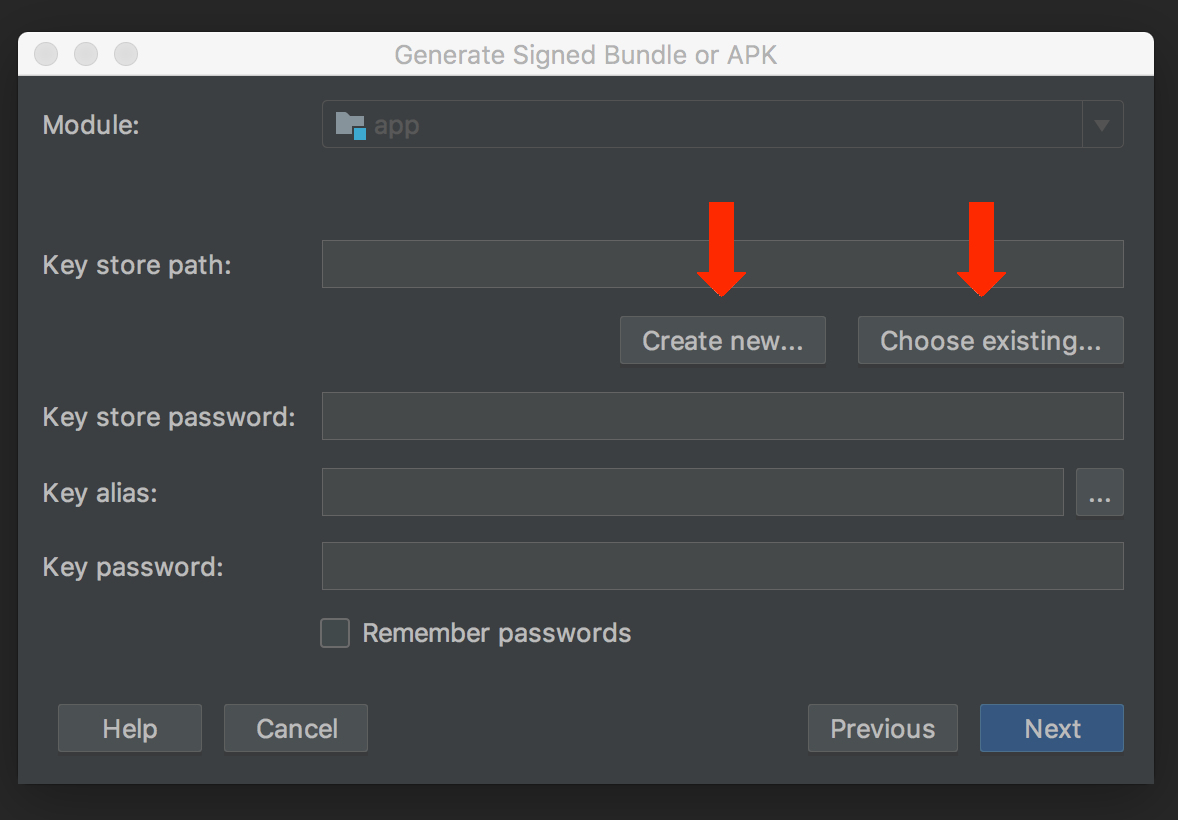 Generate Signed Bundle or APK
Module:
app
Key store path:
Create new...
Choose existing...
Key store password:
Key alias:
...
Key password:
Remember passwords
Help
Cancel
Previous
Next